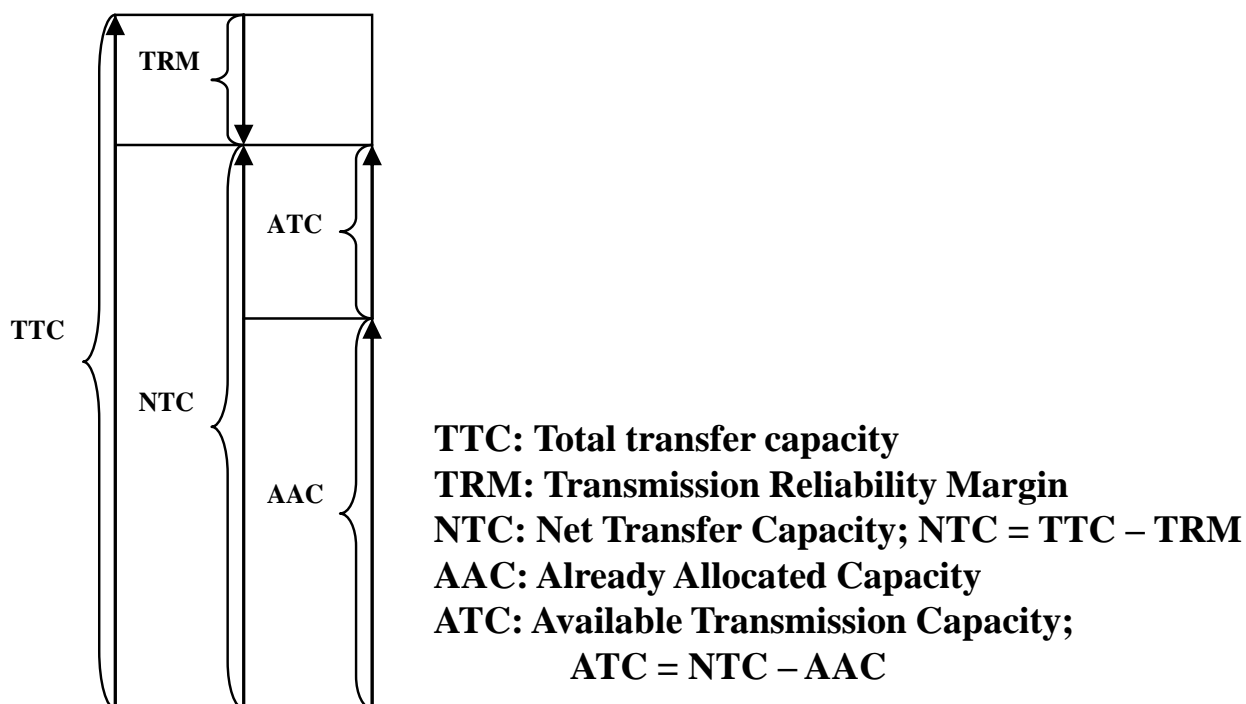 TRM
ATC
TTC
NTC
AAC
TTC: Total transfer capacity
TRM: Transmission Reliability Margin
NTC: Net Transfer Capacity; NTC = TTC – TRM
AAC: Already Allocated Capacity
ATC: Available Transmission Capacity;
ATC = NTC – AAC